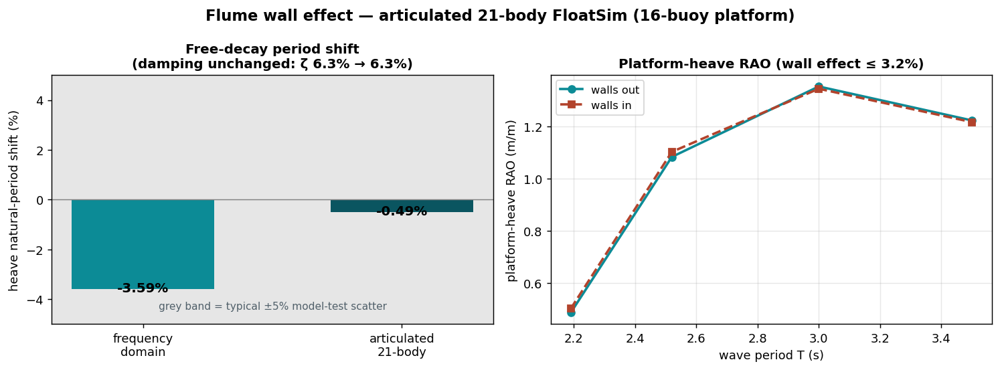 Flume wall effect — articulated 21-body FloatSim (16-buoy platform)
Free-decay period shift
(damping unchanged: ζ 6.3% → 6.3%)
heave natural-period shift (%)
4
2
0
−2
−4
-3.59%
-0.49%
grey band = typical ±5% model-test scatter
frequency
domain
articulated
21-body
Platform-heave RAO (wall effect ≤ 3.2%)
walls out
walls in
platform-heave RAO (m/m)
1.2
1.0
0.8
0.6
2.2 2.4 2.6 2.8 3.0 3.2 3.4
wave period T (s)